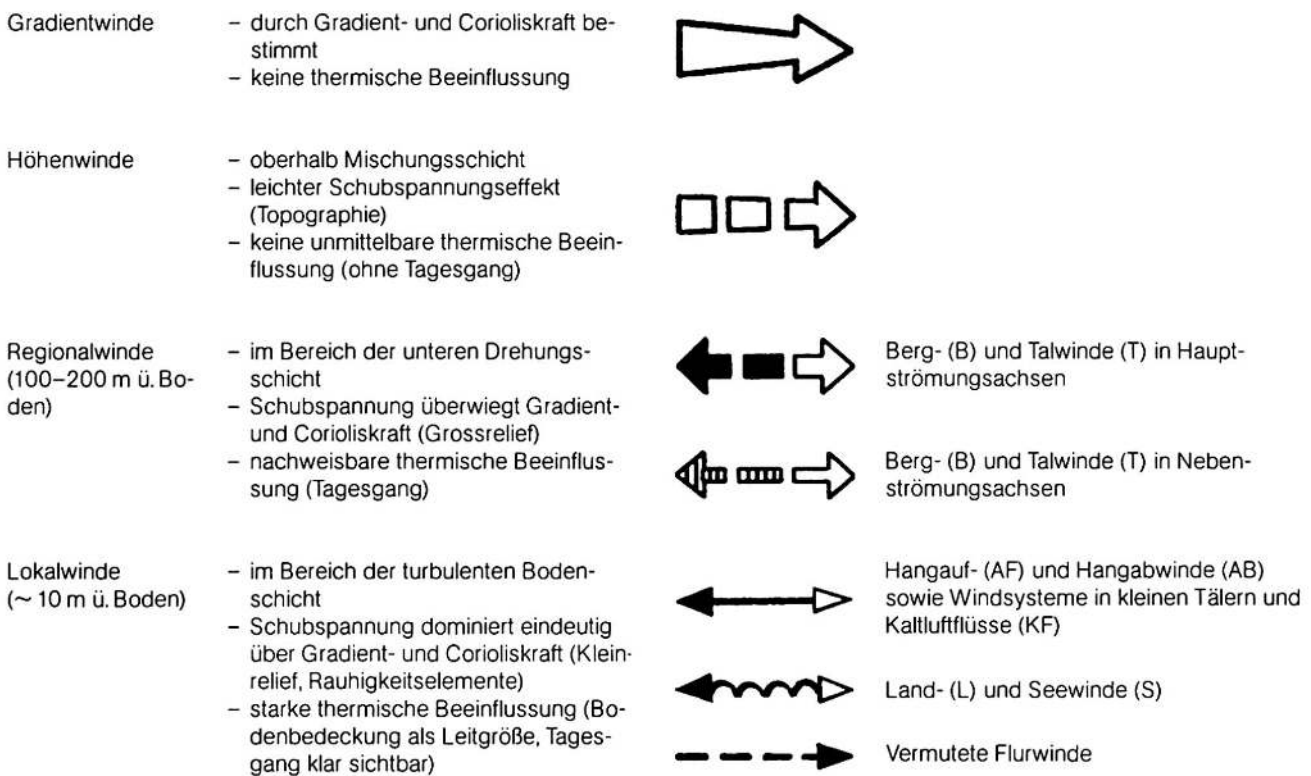 Gradientwinde
– durch Gradient- und Corioliskraft be-
stimmt
– keine thermische Beeinflussung
Höhenwinde
– oberhalb Mischungsschicht
– leichter Schubspannungseffekt
(Topographie)
– keine unmittelbare thermische Beein-
flussung (ohne Tagesgang)
Regionalwinde
(100–200 m ü. Bo-
den)
– im Bereich der unteren Drehungs-
schicht
– Schubspannung überwiegt Gradient-
und Corioliskraft (Grossrelief)
– nachweisbare thermische Beeinflus-
sung (Tagesgang)
Berg- (B) und Talwinde (T) in Haupt-
strömungsachsen
Berg- (B) und Talwinde (T) in Neben-
strömungsachsen
Lokalwinde
(~ 10 m ü. Boden)
– im Bereich der turbulenten Boden-
schicht
– Schubspannung dominiert eindeutig
über Gradient- und Corioliskraft (Klein-
relief, Rauhigkeitselemente)
– starke thermische Beeinflussung (Bo-
denbedeckung als Leitgröße, Tages-
gang klar sichtbar)
Hangauf- (AF) und Hangabwinde (AB)
sowie Windsysteme in kleinen Tälern und
Kaltluftflüsse (KF)
Land- (L) und Seewinde (S)
Vermutete Flurwinde